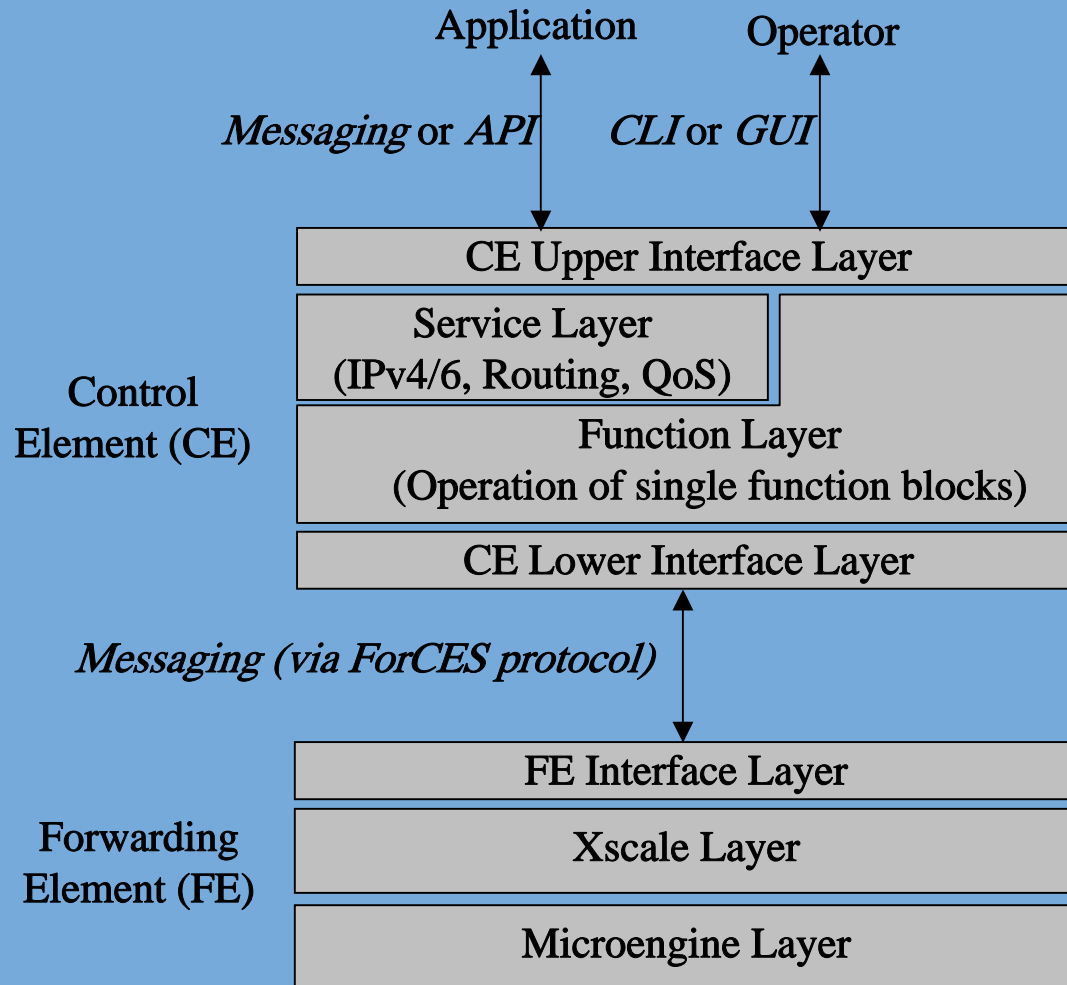 Application
Operator
Messaging or API
CLI or GUI
CE Upper Interface Layer
Service Layer
(IPv4/6, Routing, QoS)
Control
Element (CE)
Function Layer
(Operation of single function blocks)
CE Lower Interface Layer
Messaging (via ForCES protocol)
FE Interface Layer
Forwarding
Element (FE)
Xscale Layer
Microengine Layer